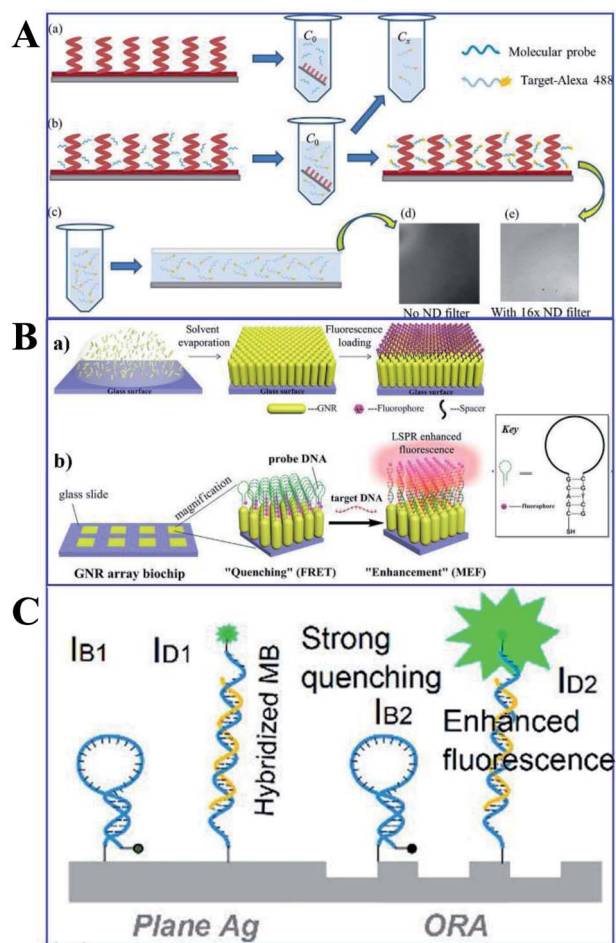 A
(a)
C0
Cx
Molecular probe
Target-Alexa 488
(b)
C0
(c)
(d)
(e)
No ND filter
With 16x ND filter
B
a)
Solvent
evaporation
Fluorescence
loading
Glass surface
Glass surface
Glass surface
---GNR
---Fluorophore
---Spacer
b)
glass slide
magnification
probe DNA
target DNA
LSPR enhanced
fluorescence
GNR array biochip
"Quenching" (FRET)
"Enhancement" (MEF)
Key
fluorophore
SH
C
IB1
ID1
Hybridized MB
Strong
quenching
IB2
ID2
Enhanced
fluorescence
Plane Ag
ORA